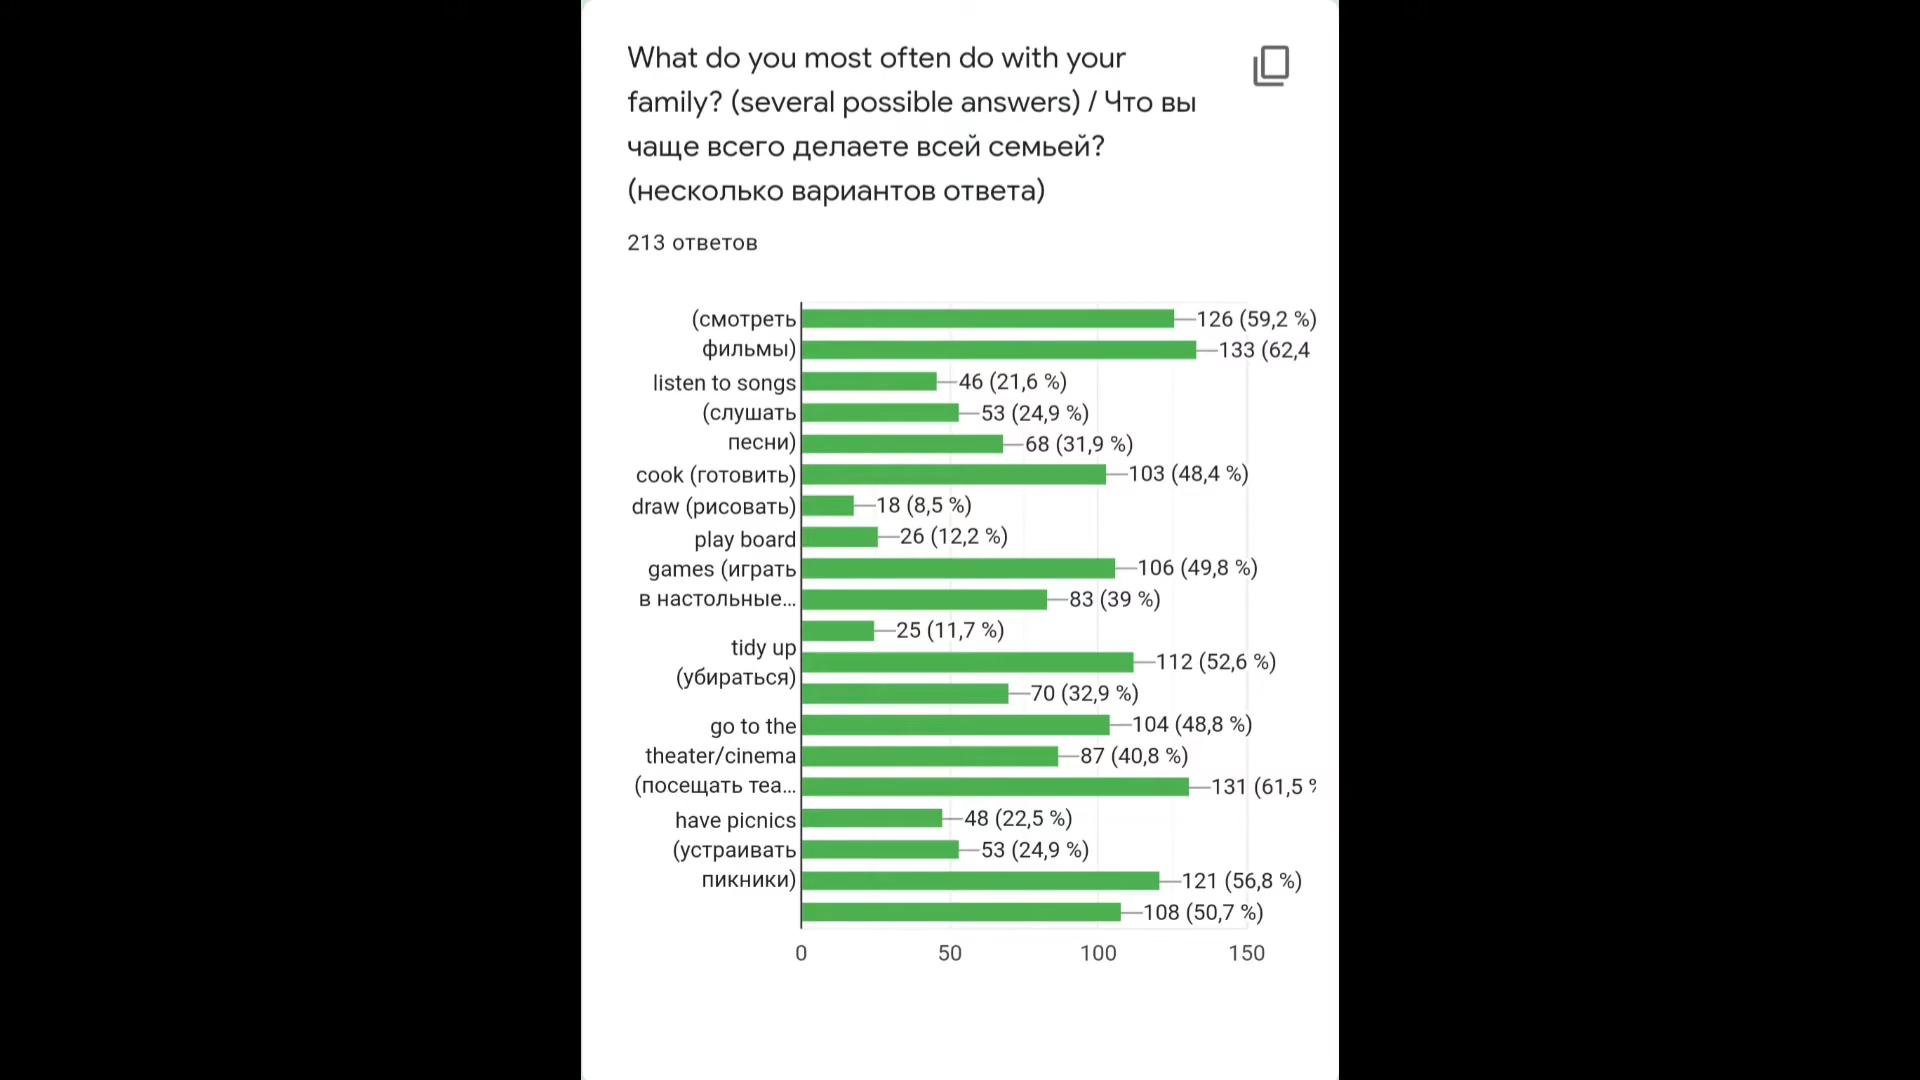 What do you most often do with your
family? (several possible answers) / Что вы
чаще всего делаете всей семьей?
(несколько вариантов ответа)
213 ответов
(смотреть
фильмы)
listen to songs
(слушать
песни)
cook (готовить)
draw (рисовать)
play board
games (играть
в настольные...
tidy up
(убираться)
go to the
theater/cinema
(посещать теа...
have picnics
(устраивать
пикники)
126 (59,2 %)
133 (62,4
46 (21,6 %)
53 (24,9 %)
68 (31,9 %)
103 (48,4 %)
18 (8,5 %)
26 (12,2 %)
106 (49,8 %)
83 (39 %)
25 (11,7 %)
112 (52,6 %)
70 (32,9 %)
104 (48,8 %)
87 (40,8 %)
131 (61,5 %
48 (22,5 %)
53 (24,9 %)
121 (56,8 %)
108 (50,7 %)
0 50 100 150